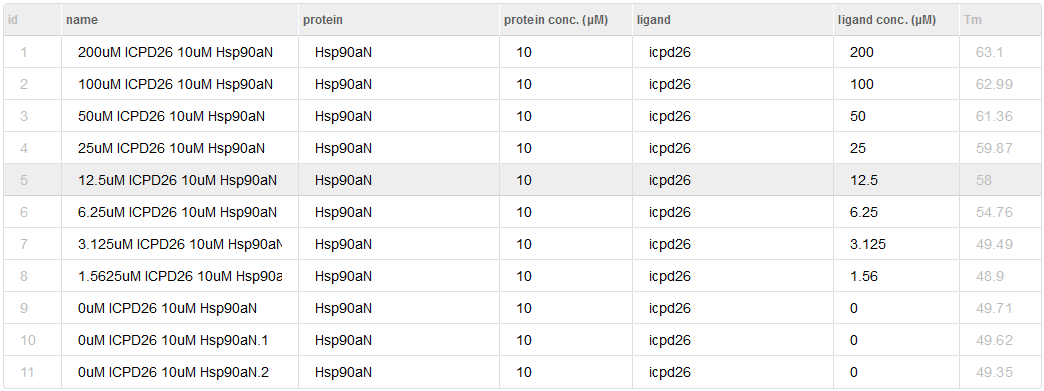 id name protein protein conc. (µM) ligand ligand conc. (µM) Tm
1 200uM ICPD26 10uM Hsp90aN Hsp90aN 10 icpd26 200 63.1
2 100uM ICPD26 10uM Hsp90aN Hsp90aN 10 icpd26 100 62.99
3 50uM ICPD26 10uM Hsp90aN Hsp90aN 10 icpd26 50 61.36
4 25uM ICPD26 10uM Hsp90aN Hsp90aN 10 icpd26 25 59.87
5 12.5uM ICPD26 10uM Hsp90aN Hsp90aN 10 icpd26 12.5 58
6 6.25uM ICPD26 10uM Hsp90aN Hsp90aN 10 icpd26 6.25 54.76
7 3.125uM ICPD26 10uM Hsp90aN Hsp90aN 10 icpd26 3.125 49.49
8 1.5625uM ICPD26 10uM Hsp90a Hsp90aN 10 icpd26 1.56 48.9
9 0uM ICPD26 10uM Hsp90aN Hsp90aN 10 icpd26 0 49.71
10 0uM ICPD26 10uM Hsp90aN.1 Hsp90aN 10 icpd26 0 49.62
11 0uM ICPD26 10uM Hsp90aN.2 Hsp90aN 10 icpd26 0 49.35